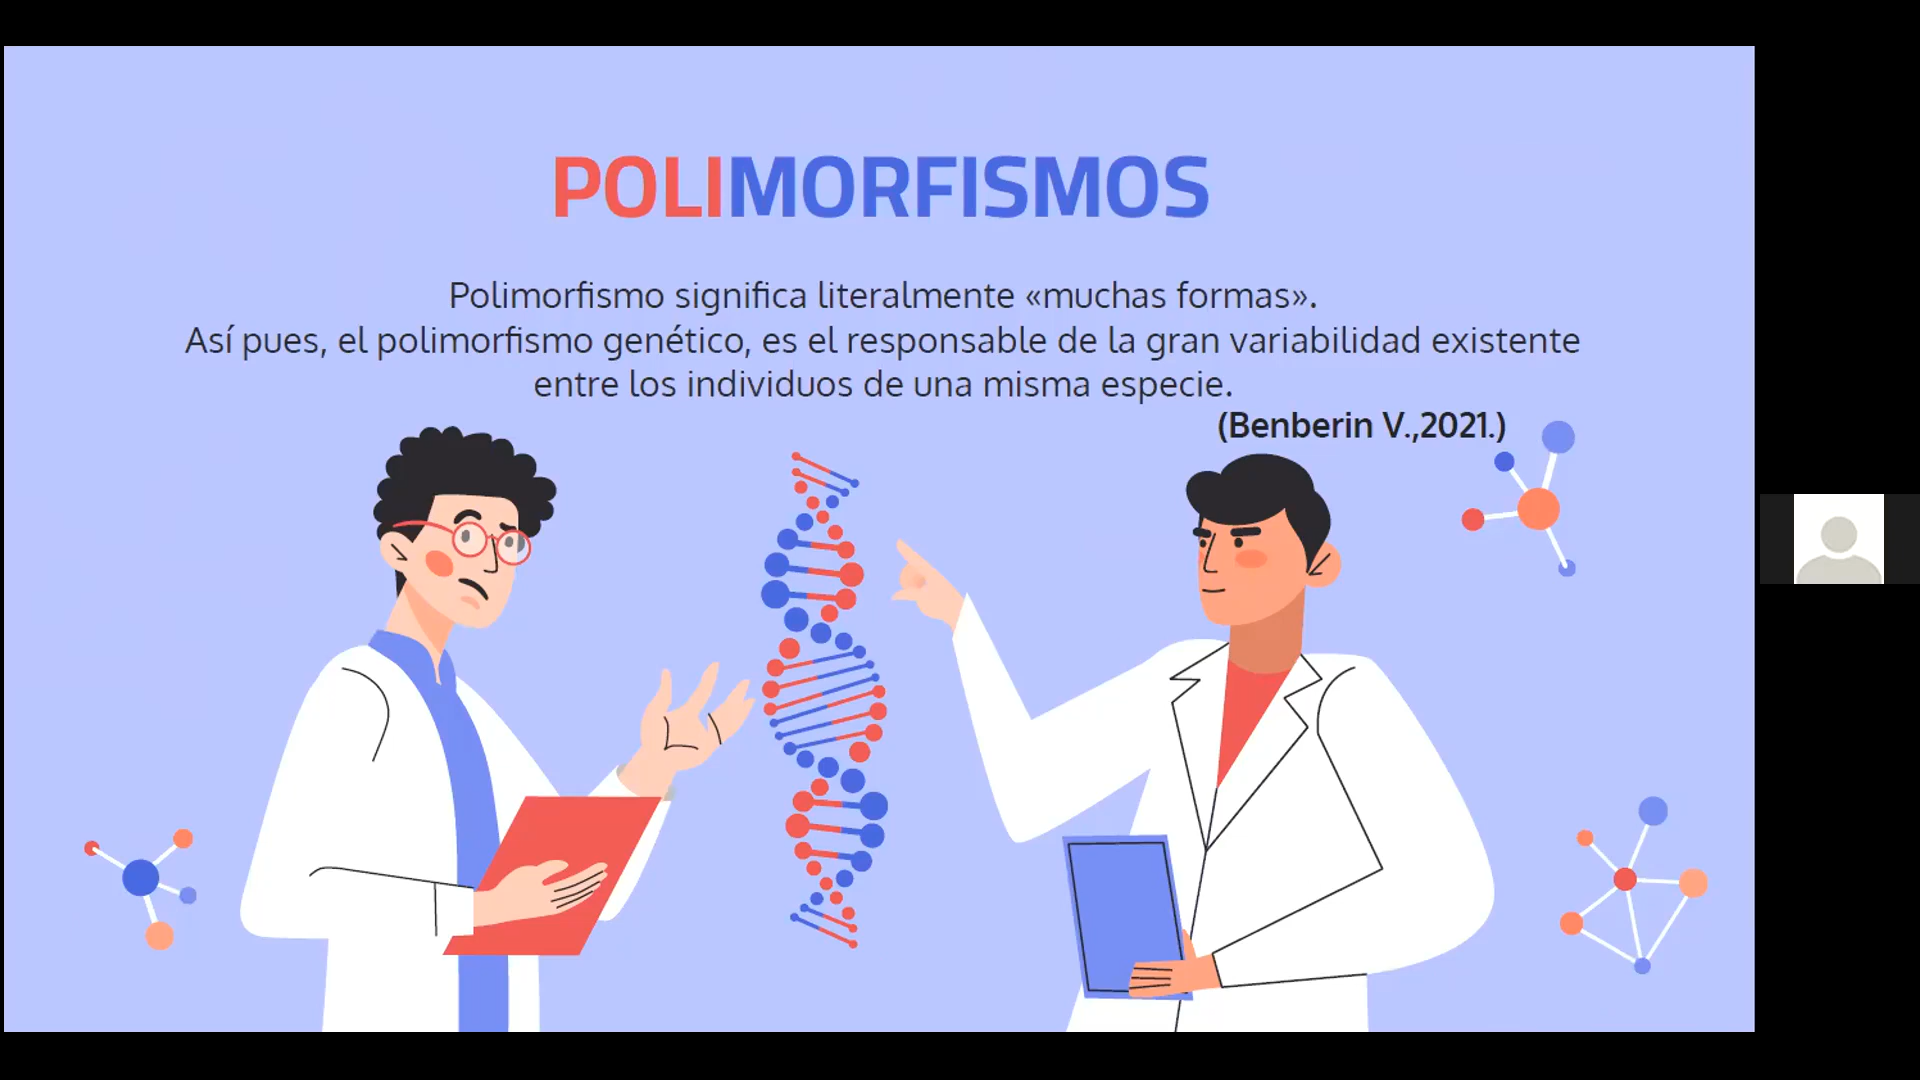 POLIMORFISMOS
Polimorfismo significa literalmente «muchas formas».
Así pues, el polimorfismo genético, es el responsable de la gran variabilidad existente
entre los individuos de una misma especie.
(Benberin V.,2021.)